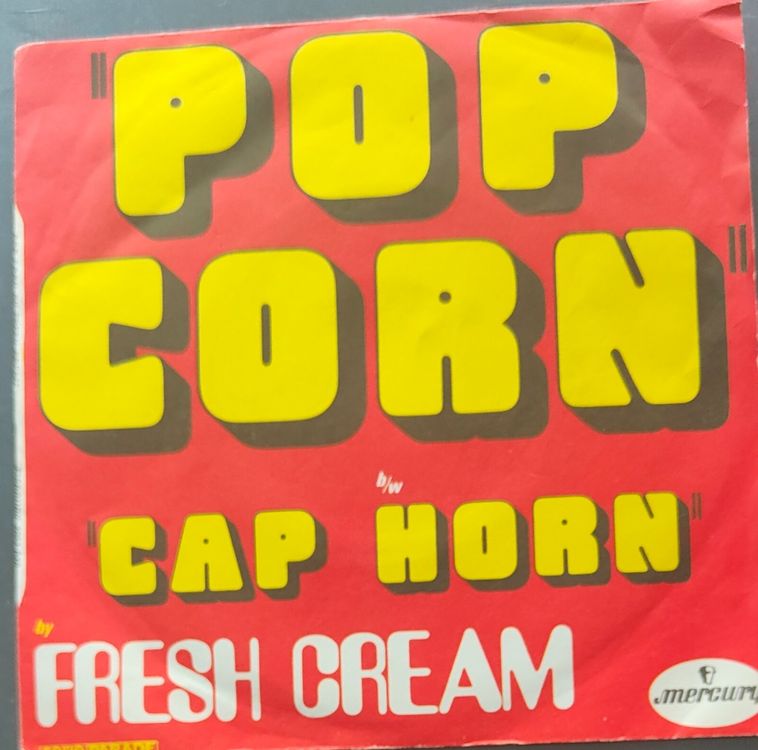 "POP
CORN"
b/w
"CAP HORN"
by
FRESH CREAM
mercury